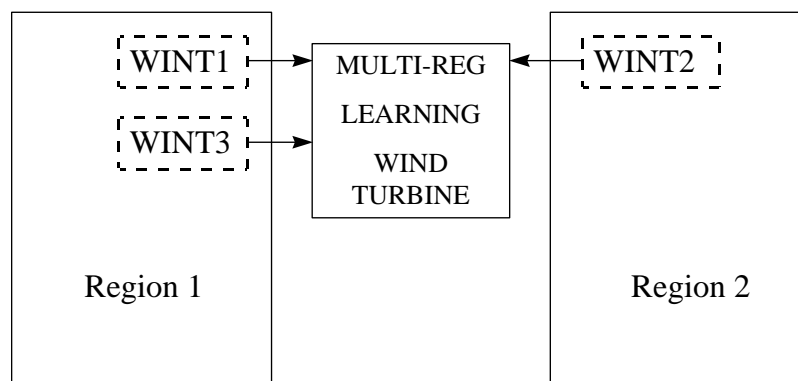 WINT1
WINT3
Region 1
MULTI-REG
LEARNING
WIND
TURBINE
WINT2
Region 2